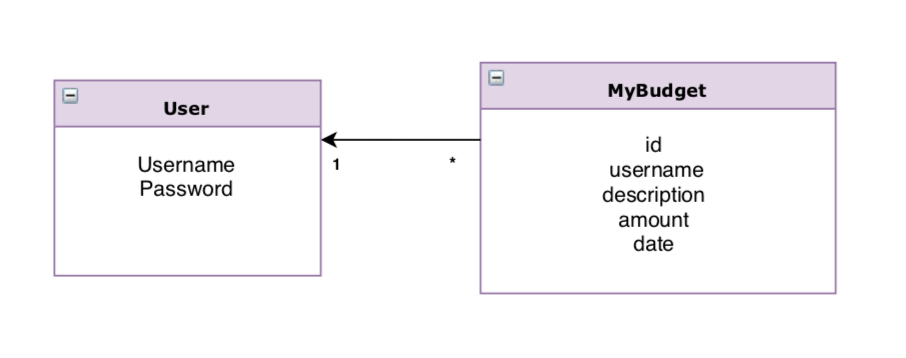 User
Username
Password
1
*
MyBudget
id
username
description
amount
date